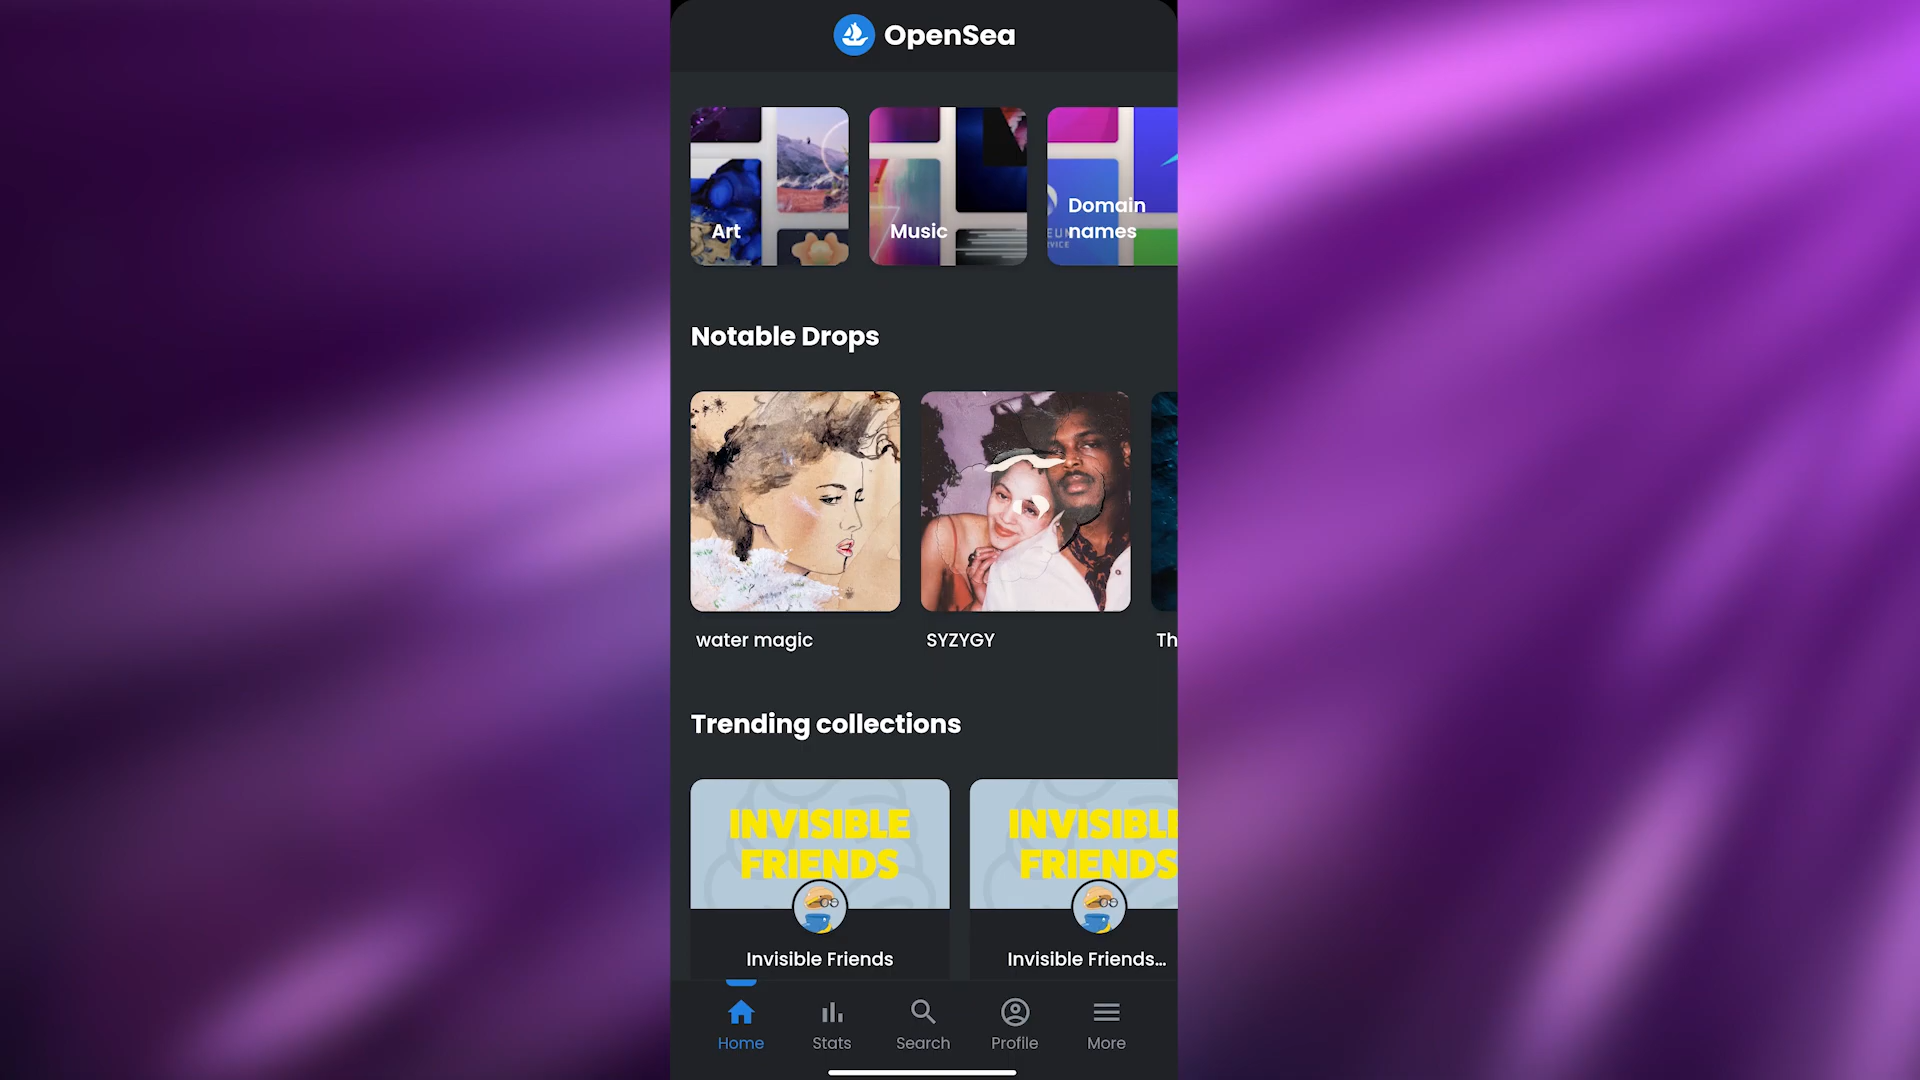 OpenSea
Art
Music
Domain
names
Notable Drops
water magic
SYZYGY
Th
Trending collections
INVISIBLE
FRIENDS
INVISIBL
FRIENDS
Invisible Friends
Invisible Friends...
Home
Stats
Search
Profile
More